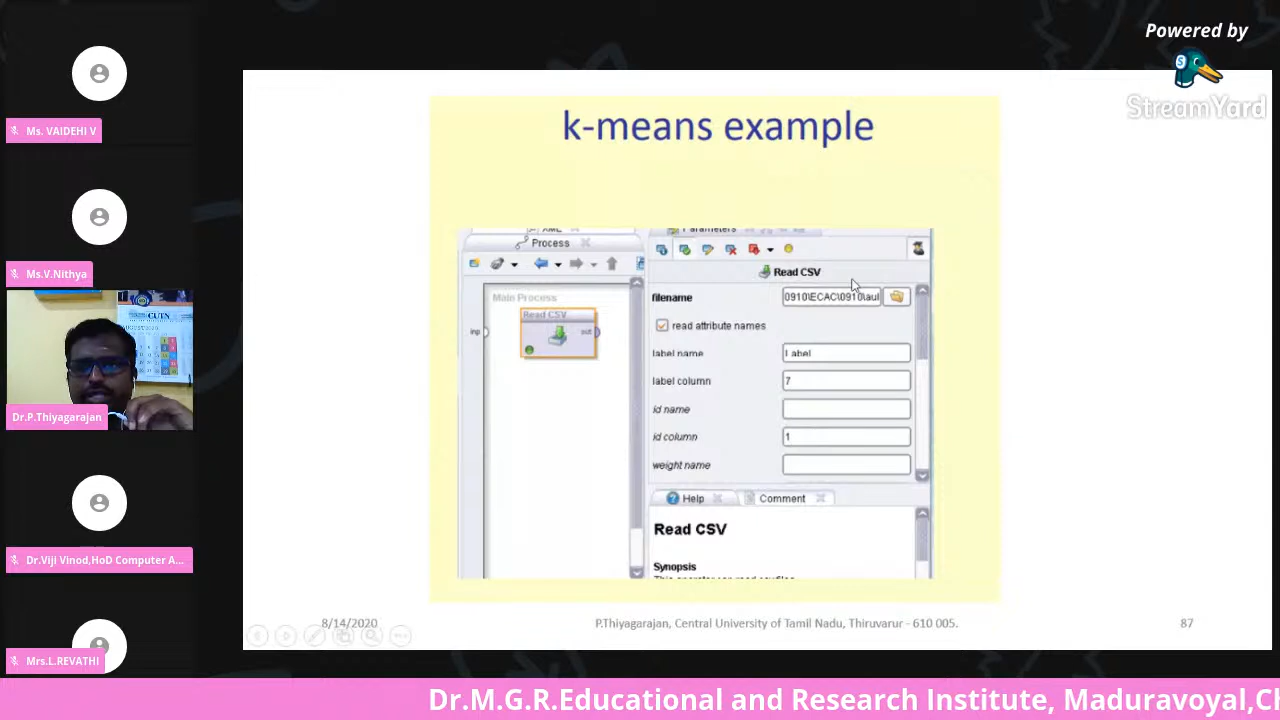 Powered by
StreamYard
Ms. VAIDEHI V
Ms.V.Nithya
CUTN
Dr.P.Thiyagarajan
Dr.Viji Vinod,HoD Computer A...
Mrs.L.REVATHI
k-means example
XML
Process
Main Process
Read CSV
inp
out
Parameters
Read CSV
filename
0910\ECAC\0910\aul
read attribute names
label name
Label
label column
7
id name
id column
1
weight name
Help
Comment
Read CSV
Synopsis
8/14/2020
P.Thiyagarajan, Central University of Tamil Nadu, Thiruvarur - 610 005.
87
Dr.M.G.R.Educational and Research Institute, Maduravoyal,Ch